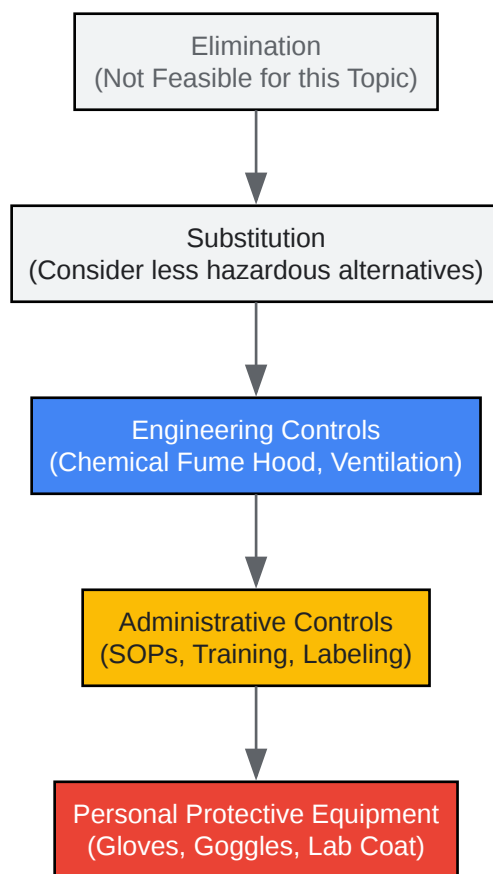 Elimination
(Not Feasible for this Topic)
Substitution
(Consider less hazardous alternatives)
Engineering Controls
(Chemical Fume Hood, Ventilation)
Administrative Controls
(SOPs, Training, Labeling)
Personal Protective Equipment
(Gloves, Goggles, Lab Coat)